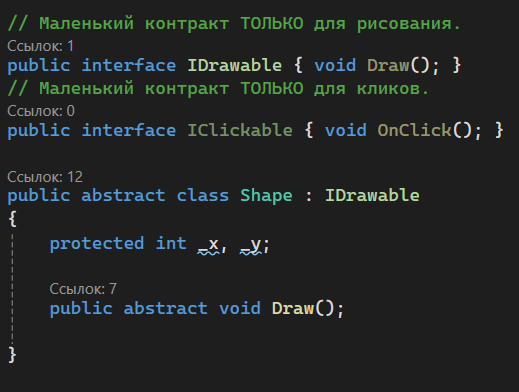 // Маленький контракт ТОЛЬКО для рисования.
Ссылок: 1
public interface IDrawable { void Draw(); }
// Маленький контракт ТОЛЬКО для кликов.
Ссылок: 0
public interface IClickable { void OnClick(); }
Ссылок: 12
public abstract class Shape : IDrawable
{
protected int _x, _y;
Ссылок: 7
public abstract void Draw();
}